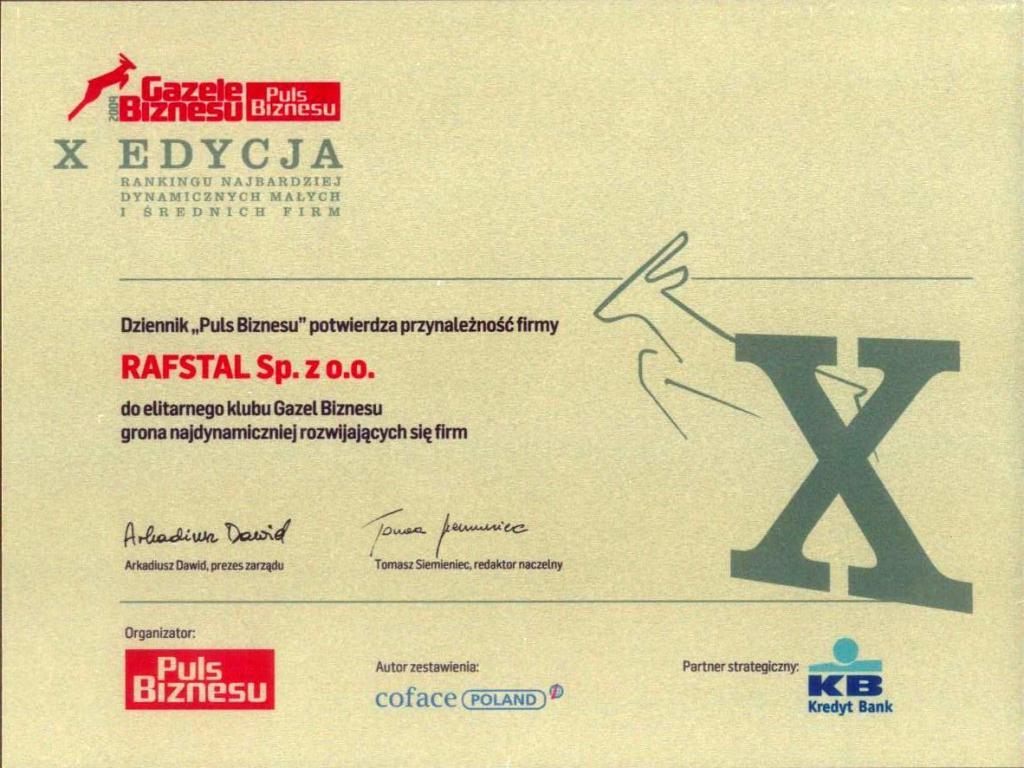 2009
Gazele
Biznesu
Puls
Biznesu
X EDYCJA
RANKINGU NAJBARDZIEJ
DYNAMICZNYCH MAŁYCH
I ŚREDNICH FIRM
Dziennik „Puls Biznesu” potwierdza przynależność firmy
RAFSTAL Sp. z o.o.
do elitarnego klubu Gazel Biznesu
grona najdynamiczniej rozwijających się firm
X
Arkadiusz Dawid
Tomasz Siemieniec
Arkadiusz Dawid, prezes zarządu
Tomasz Siemieniec, redaktor naczelny
Organizator:
Puls
Biznesu
Autor zestawienia:
coface POLAND
Partner strategiczny:
KB
Kredyt Bank